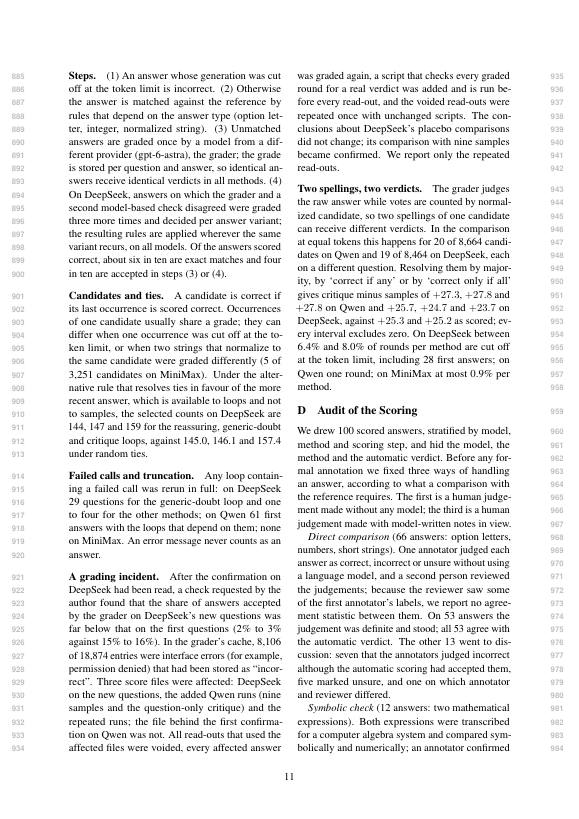 885 Steps. (1) An answer whose generation was cut
886 off at the token limit is incorrect. (2) Otherwise
887 the answer is matched against the reference by
888 rules that depend on the answer type (option let-
889 ter, integer, normalized string). (3) Unmatched
890 answers are graded once by a model from a dif-
891 ferent provider (gpt-6-astra), the grader; the grade
892 is stored per question and answer, so identical an-
893 swers receive identical verdicts in all methods. (4)
894 On DeepSeek, answers on which the grader and a
895 second model-based check disagreed were graded
896 three more times and decided per answer variant;
897 the resulting rules are applied wherever the same
898 variant recurs, on all models. Of the answers scored
899 correct, about six in ten are exact matches and four
900 in ten are accepted in steps (3) or (4).
901 Candidates and ties. A candidate is correct if
902 its last occurrence is scored correct. Occurrences
903 of one candidate usually share a grade; they can
904 differ when one occurrence was cut off at the to-
905 ken limit, or when two strings that normalize to
906 the same candidate were graded differently (5 of
907 3,251 candidates on MiniMax). Under the alter-
908 native rule that resolves ties in favour of the more
909 recent answer, which is available to loops and not
910 to samples, the selected counts on DeepSeek are
911 144, 147 and 159 for the reassuring, generic-doubt
912 and critique loops, against 145.0, 146.1 and 157.4
913 under random ties.
914 Failed calls and truncation. Any loop contain-
915 ing a failed call was rerun in full: on DeepSeek
916 29 questions for the generic-doubt loop and one
917 to four for the other methods; on Qwen 61 first
918 answers with the loops that depend on them; none
919 on MiniMax. An error message never counts as an
920 answer.
921 A grading incident. After the confirmation on
922 DeepSeek had been read, a check requested by the
923 author found that the share of answers accepted
924 by the grader on DeepSeek's new questions was
925 far below that on the first questions (2% to 3%
926 against 15% to 16%). In the grader's cache, 8,106
927 of 18,874 entries were interface errors (for example,
928 permission denied) that had been stored as "incor-
929 rect". Three score files were affected: DeepSeek
930 on the new questions, the added Qwen runs (nine
931 samples and the question-only critique) and the
932 repeated runs; the file behind the first confirma-
933 tion on Qwen was not. All read-outs that used the
934 affected files were voided, every affected answer
was graded again, a script that checks every graded 935
round for a real verdict was added and is run be- 936
fore every read-out, and the voided read-outs were 937
repeated once with unchanged scripts. The con- 938
clusions about DeepSeek's placebo comparisons 939
did not change; its comparison with nine samples 940
became confirmed. We report only the repeated 941
read-outs. 942
Two spellings, two verdicts. The grader judges 943
the raw answer while votes are counted by normal- 944
ized candidate, so two spellings of one candidate 945
can receive different verdicts. In the comparison 946
at equal tokens this happens for 20 of 8,664 candi- 947
dates on Qwen and 19 of 8,464 on DeepSeek, each 948
on a different question. Resolving them by major- 949
ity, by 'correct if any' or by 'correct only if all' 950
gives critique minus samples of +27.3, +27.8 and 951
+27.8 on Qwen and +25.7, +24.7 and +23.7 on 952
DeepSeek, against +25.3 and +25.2 as scored; ev- 953
ery interval excludes zero. On DeepSeek between 954
6.4% and 8.0% of rounds per method are cut off 955
at the token limit, including 28 first answers; on 956
Qwen one round; on MiniMax at most 0.9% per 957
method. 958
D Audit of the Scoring 959
We drew 100 scored answers, stratified by model, 960
method and scoring step, and hid the model, the 961
method and the automatic verdict. Before any for- 962
mal annotation we fixed three ways of handling 963
an answer, according to what a comparison with 964
the reference requires. The first is a human judge- 965
ment made without any model; the third is a human 966
judgement made with model-written notes in view. 967
Direct comparison (66 answers: option letters, 968
numbers, short strings). One annotator judged each 969
answer as correct, incorrect or unsure without using 970
a language model, and a second person reviewed 971
the judgements; because the reviewer saw some 972
of the first annotator's labels, we report no agree- 973
ment statistic between them. On 53 answers the 974
judgement was definite and stood; all 53 agree with 975
the automatic verdict. The other 13 went to dis- 976
cussion: seven that the annotators judged incorrect 977
although the automatic scoring had accepted them, 978
five marked unsure, and one on which annotator 979
and reviewer differed. 980
Symbolic check (12 answers: two mathematical 981
expressions). Both expressions were transcribed 982
for a computer algebra system and compared sym- 983
bolically and numerically; an annotator confirmed 984
11